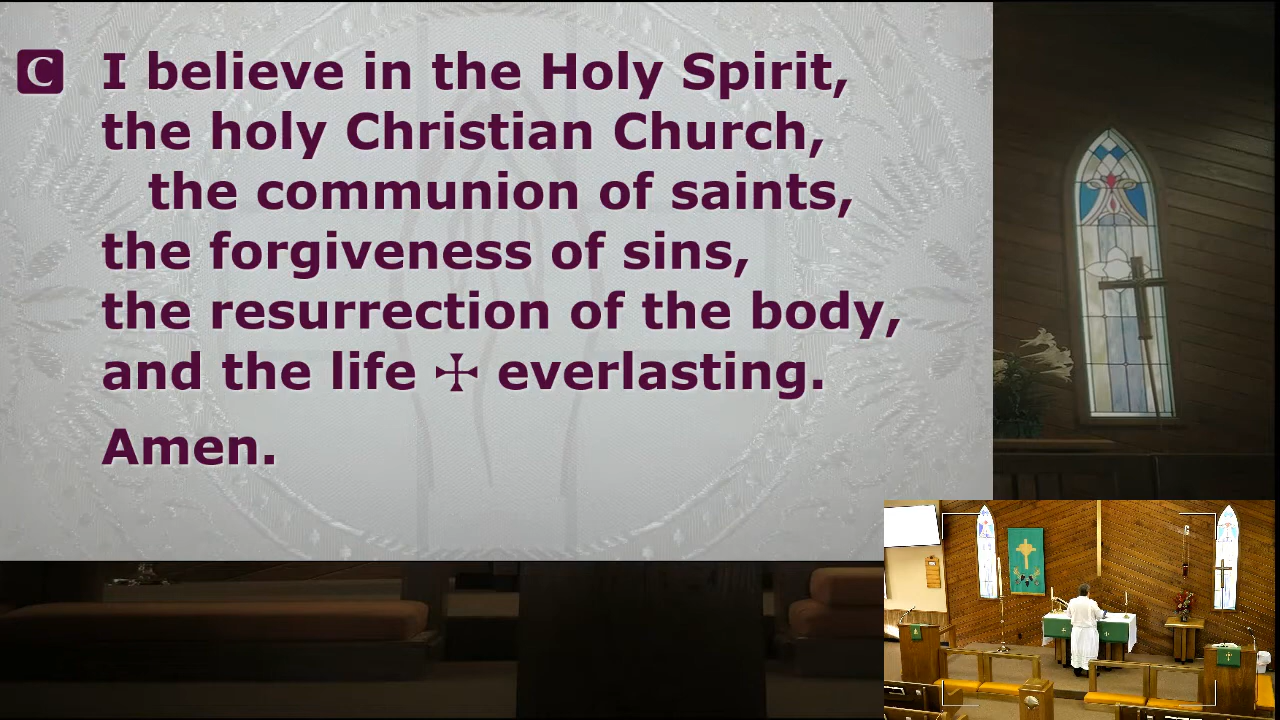 C I believe in the Holy Spirit,
the holy Christian Church,
the communion of saints,
the forgiveness of sins,
the resurrection of the body,
and the life ✠ everlasting.
Amen.